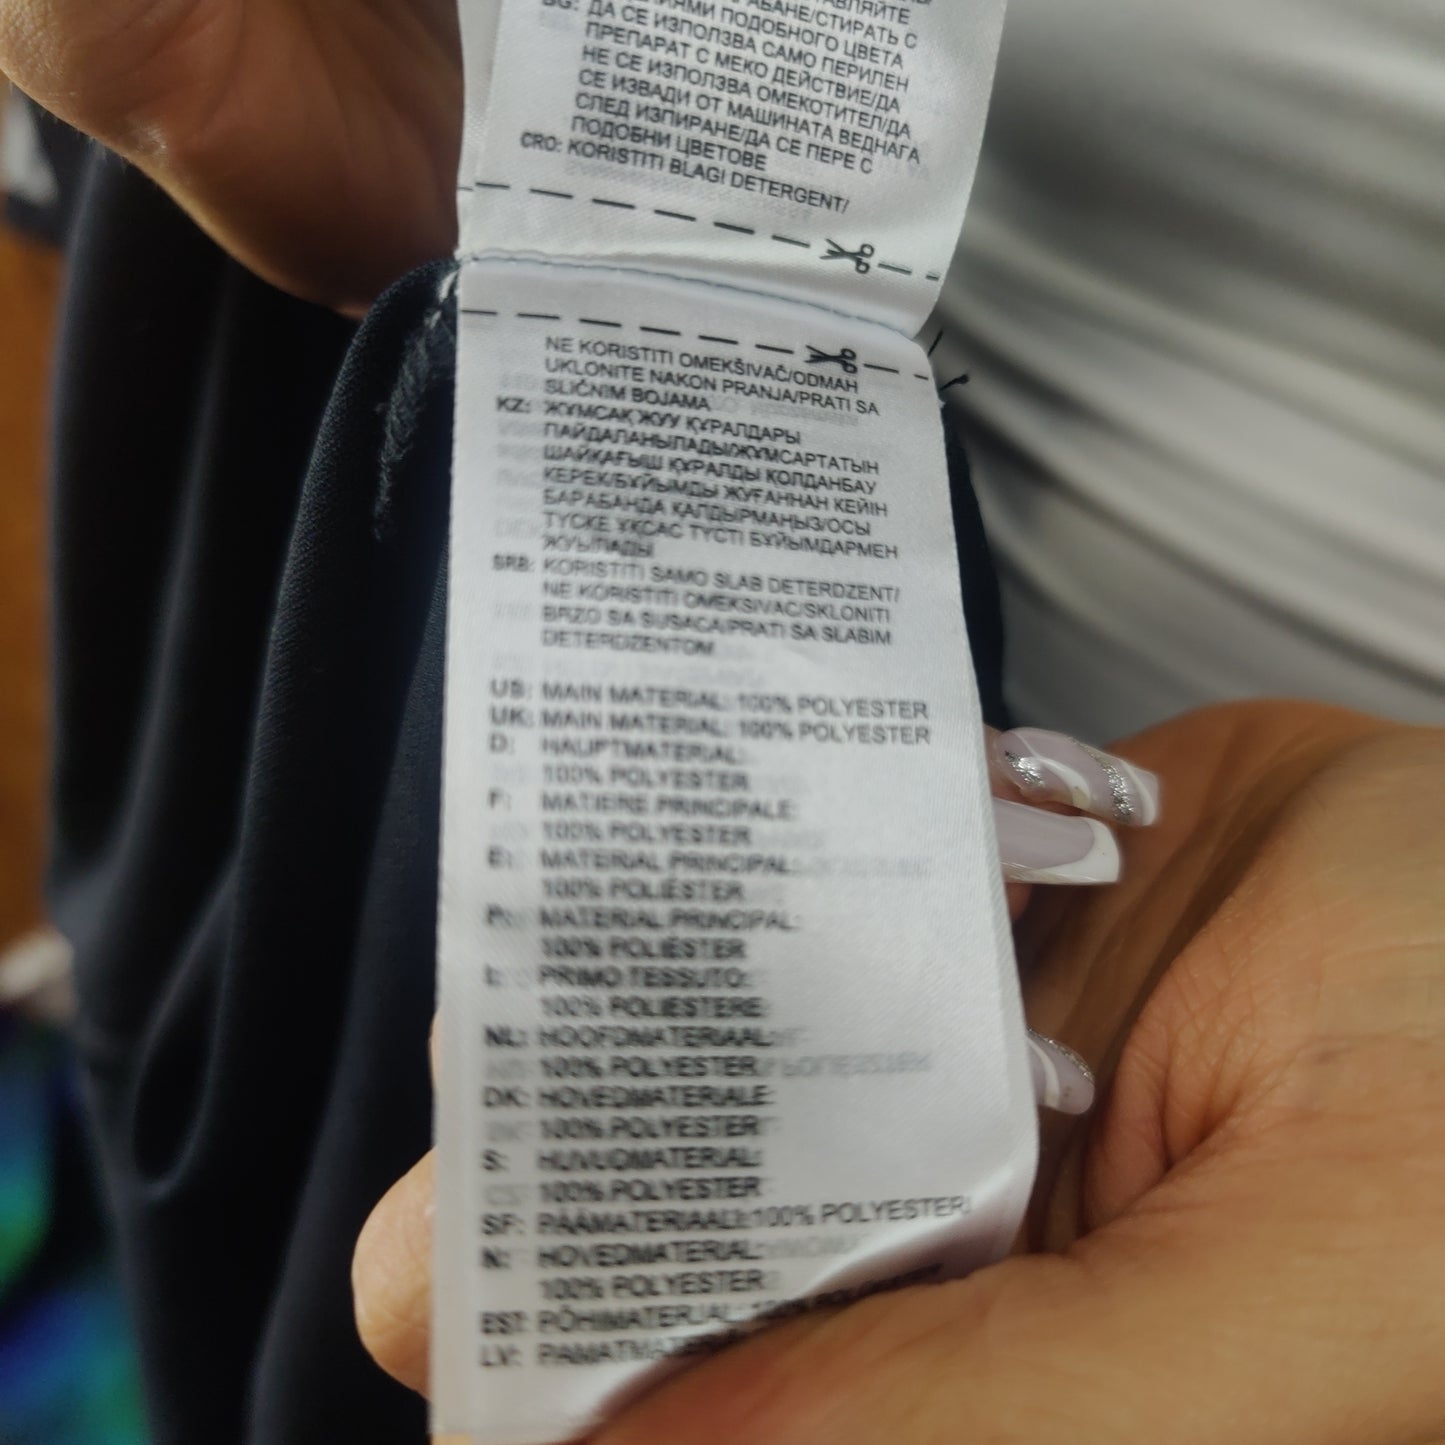 BG: ДА СЕ ИЗПОЛЗВА САМО ПЕРИЛЕН
ПРЕПАРАТ С МЕКО ДЕЙСТВИЕ/ДА
НЕ СЕ ИЗПОЛЗВА ОМЕКОТИТЕЛ/ДА
СЕ ИЗВАДИ ОТ МАШИНАТА ВЕДНАГА
СЛЕД ИЗПИРАНЕ/ДА СЕ ПЕРЕ С
ПОДОБНИ ЦВЕТОВЕ
CRO: KORISTITI BLAGI DETERGENT/
NE KORISTITI OMEKŠIVAČ/ODMAH
UKLONITE NAKON PRANJA/PRATI SA
SLIČNIM BOJAMA
KZ: ЖҰМСАҚ ЖУУ ҚҰРАЛДАРЫ
ПАЙДАЛАНЫЛАДЫ/ЖҰМСАРТАТЫН
ШАЙҚАҒЫШ ҚҰРАЛДЫ ҚОЛДАНБАУ
КЕРЕК/БҰЙЫМДЫ ЖУҒАННАН КЕЙІН
БАРАБАНДА ҚАЛДЫРМАҢЫЗ/ОСЫ
ТҮСКЕ ҰҚСАС ТҮСТІ БҰЙЫМДАРМЕН
ЖУЫЛАДЫ
SRB: KORISTITI SAMO SLAB DETERDZENT/
NE KORISTITI OMEKSIVAC/SKLONITI
BRZO SA SUSACA/PRATI SA SLABIM
DETERDZENTOM
US: MAIN MATERIAL: 100% POLYESTER
UK: MAIN MATERIAL: 100% POLYESTER
D: HAUPTMATERIAL:
100% POLYESTER
F: MATIERE PRINCIPALE:
100% POLYESTER
E: MATERIAL PRINCIPAL:
100% POLIÉSTER
P: MATERIAL PRINCIPAL:
100% POLIÉSTER
I: PRIMO TESSUTO:
100% POLIESTERE
NL: HOOFDMATERIAAL:
100% POLYESTER
DK: HOVEDMATERIALE:
100% POLYESTER
S: HUVUDMATERIAL:
100% POLYESTER
SF: PÄÄMATERIAALI: 100% POLYESTERI
N: HOVEDMATERIAL:
100% POLYESTER
EST: PÕHIMATERJAL: 100%
LV: